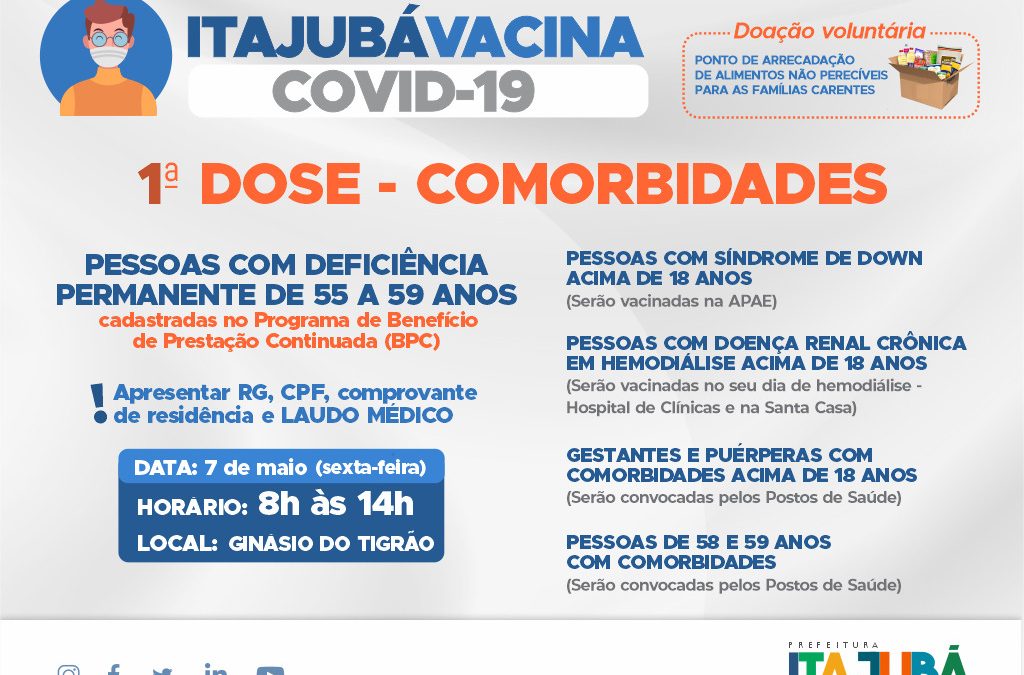 ITAJUBÁVACINA
COVID-19
Doação voluntária
PONTO DE ARRECADAÇÃO
DE ALIMENTOS NÃO PERECÍVEIS
PARA AS FAMÍLIAS CARENTES
1ª DOSE - COMORBIDADES
PESSOAS COM DEFICIÊNCIA
PERMANENTE DE 55 A 59 ANOS
cadastradas no Programa de Benefício
de Prestação Continuada (BPC)
! Apresentar RG, CPF, comprovante
de residência e LAUDO MÉDICO
DATA: 7 de maio (sexta-feira)
HORÁRIO: 8h às 14h
LOCAL: GINÁSIO DO TIGRÃO
PESSOAS COM SÍNDROME DE DOWN
ACIMA DE 18 ANOS
(Serão vacinadas na APAE)
PESSOAS COM DOENÇA RENAL CRÔNICA
EM HEMODIÁLISE ACIMA DE 18 ANOS
(Serão vacinadas no seu dia de hemodiálise -
Hospital de Clínicas e na Santa Casa)
GESTANTES E PUÉRPERAS COM
COMORBIDADES ACIMA DE 18 ANOS
(Serão convocadas pelos Postos de Saúde)
PESSOAS DE 58 E 59 ANOS
COM COMORBIDADES
(Serão convocadas pelos Postos de Saúde)
PREFEITURA
ITAJUBÁ